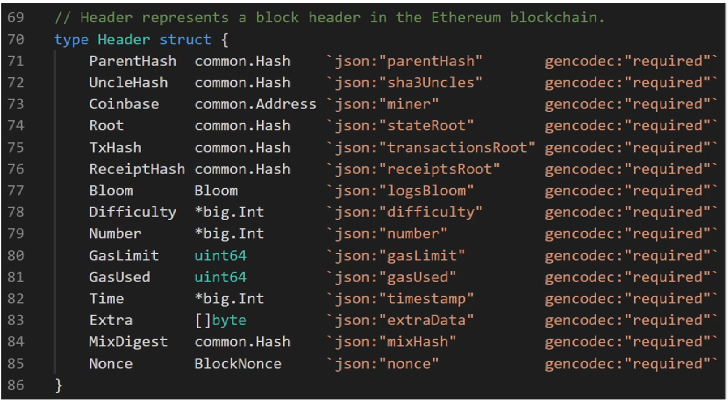 69 // Header represents a block header in the Ethereum blockchain.
70 type Header struct {
71 ParentHash common.Hash `json:"parentHash" gencodec:"required"`
72 UncleHash common.Hash `json:"sha3Uncles" gencodec:"required"`
73 Coinbase common.Address `json:"miner" gencodec:"required"`
74 Root common.Hash `json:"stateRoot" gencodec:"required"`
75 TxHash common.Hash `json:"transactionsRoot" gencodec:"required"`
76 ReceiptHash common.Hash `json:"receiptsRoot" gencodec:"required"`
77 Bloom Bloom `json:"logsBloom" gencodec:"required"`
78 Difficulty *big.Int `json:"difficulty" gencodec:"required"`
79 Number *big.Int `json:"number" gencodec:"required"`
80 GasLimit uint64 `json:"gasLimit" gencodec:"required"`
81 GasUsed uint64 `json:"gasUsed" gencodec:"required"`
82 Time *big.Int `json:"timestamp" gencodec:"required"`
83 Extra []byte `json:"extraData" gencodec:"required"`
84 MixDigest common.Hash `json:"mixHash" gencodec:"required"`
85 Nonce BlockNonce `json:"nonce" gencodec:"required"`
86 }